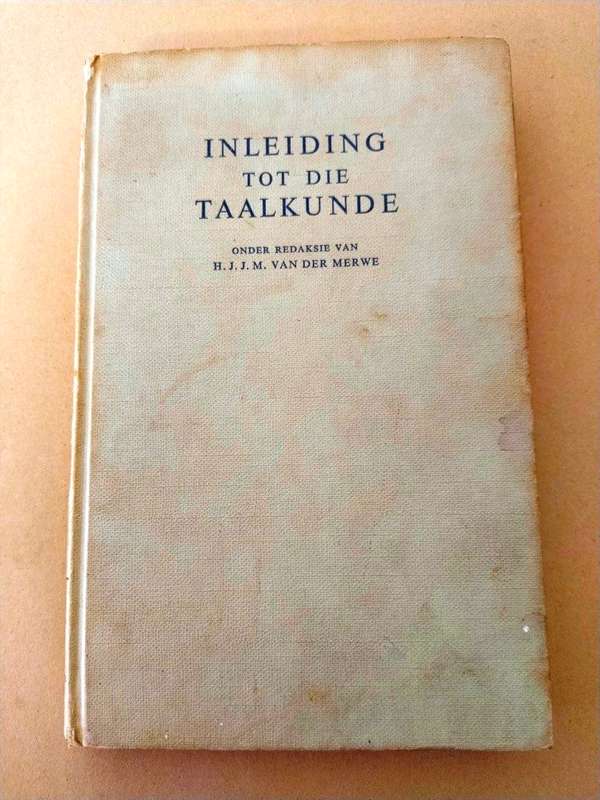 INLEIDING
TOT DIE
TAALKUNDE
ONDER REDAKSIE VAN
H. J. J. M. VAN DER MERWE